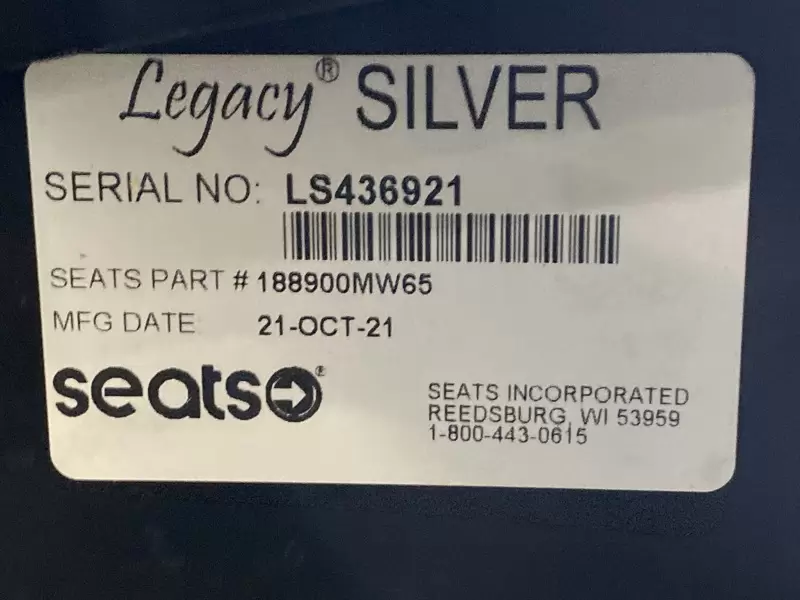 Legacy® SILVER
SERIAL NO: LS436921
SEATS PART # 188900MW65
MFG DATE 21-OCT-21
seats®
SEATS INCORPORATED
REEDSBURG, WI 53959
1-800-443-0615